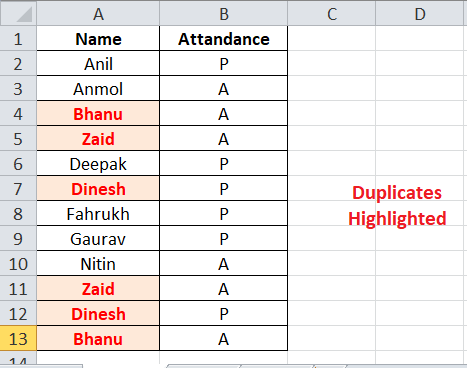 A B C D
1 Name Attandance
2 Anil P
3 Anmol A
4 Bhanu A
5 Zaid A
6 Deepak P
7 Dinesh P
Duplicates
8 Fahrukh P
Highlighted
9 Gaurav P
10 Nitin A
11 Zaid A
12 Dinesh P
13 Bhanu A
14